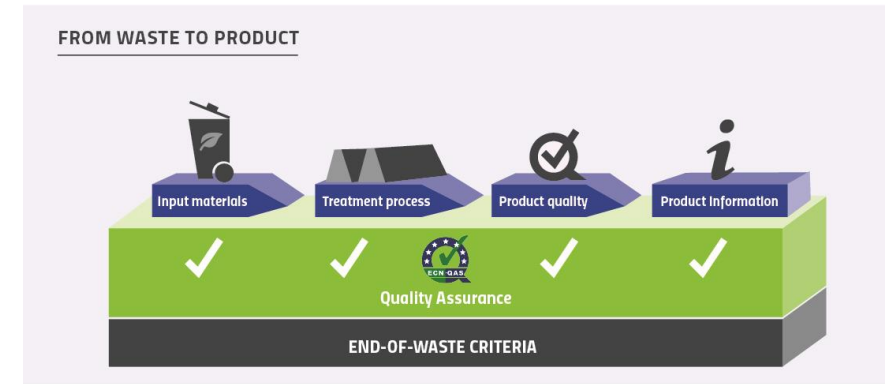 FROM WASTE TO PRODUCT
Input materials
Treatment process
Product quality
Product Information
ECN QAS
Quality Assurance
END-OF-WASTE CRITERIA